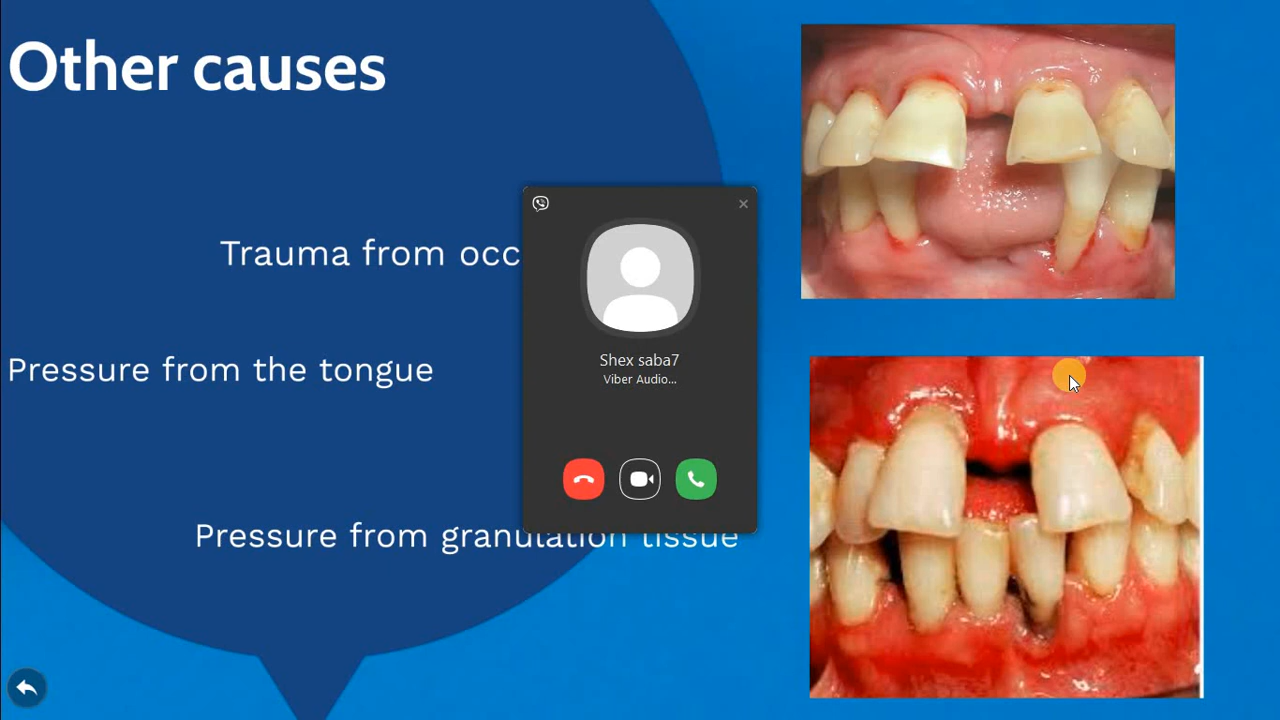 Other causes
Trauma from occ
Pressure from the tongue
Shex saba7
Viber Audio...
Pressure from granulation tissue